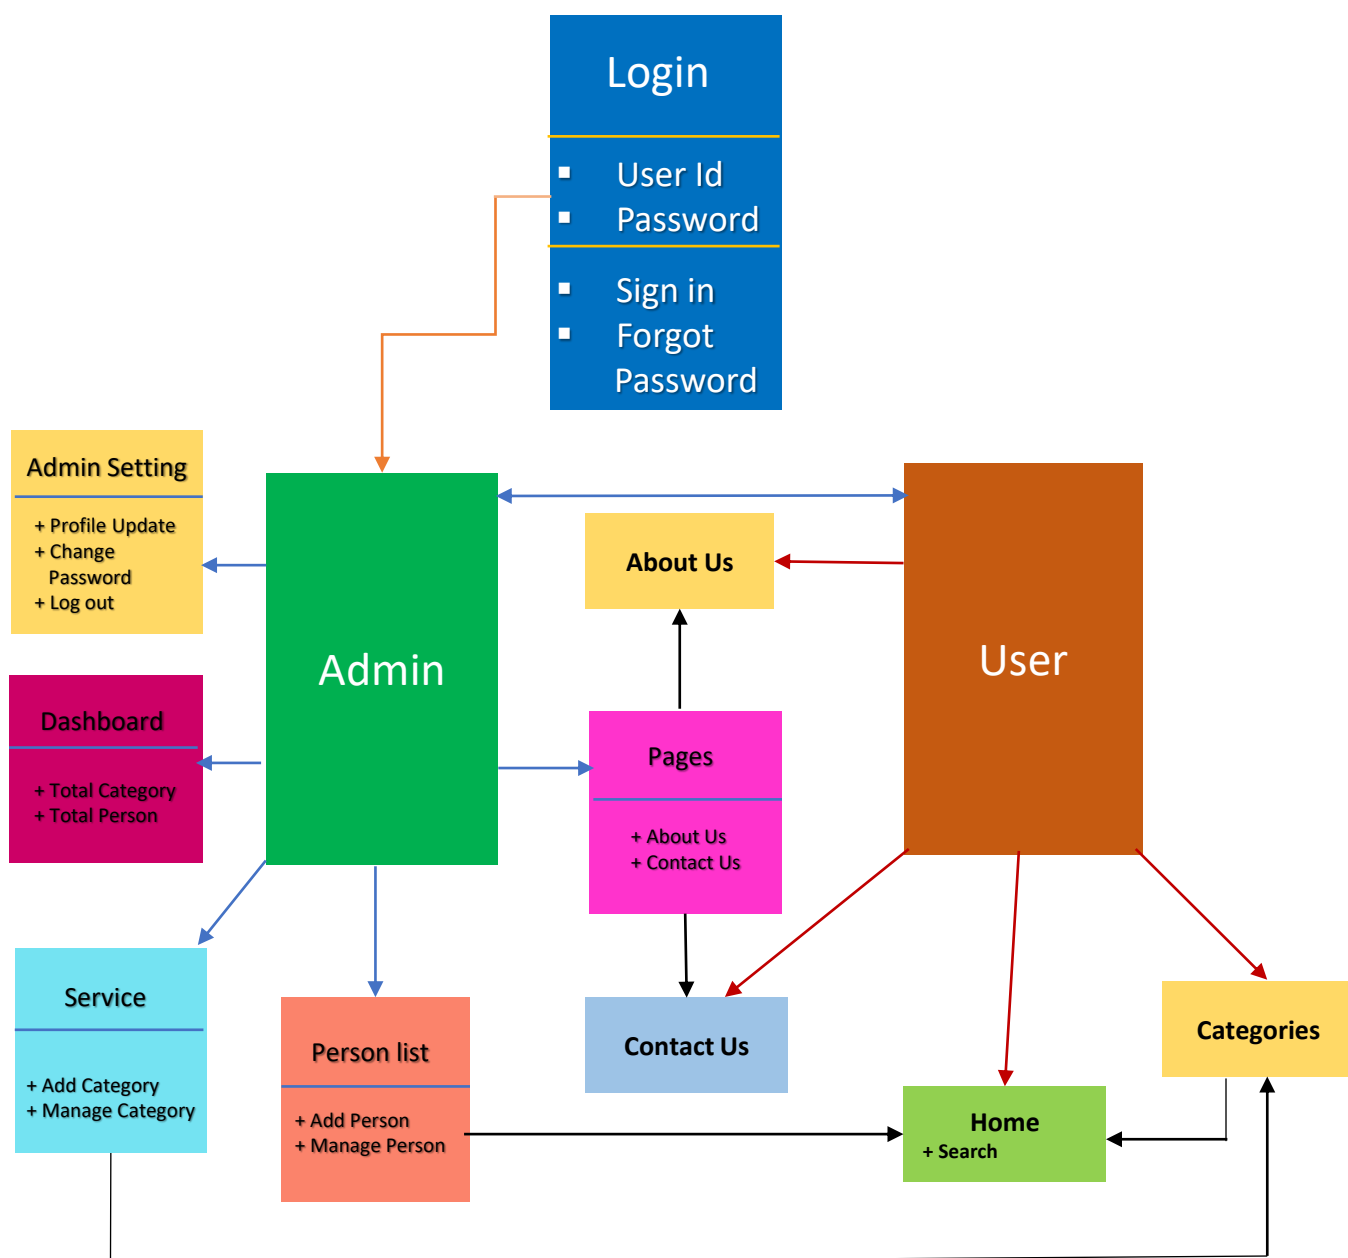 Login
▪ User Id
▪ Password
▪ Sign in
▪ Forgot
Password
Admin Setting
+ Profile Update
+ Change
Password
+ Log out
Admin
About Us
User
Dashboard
+ Total Category
+ Total Person
Pages
+ About Us
+ Contact Us
Service
+ Add Category
+ Manage Category
Person list
+ Add Person
+ Manage Person
Contact Us
Categories
Home
+ Search